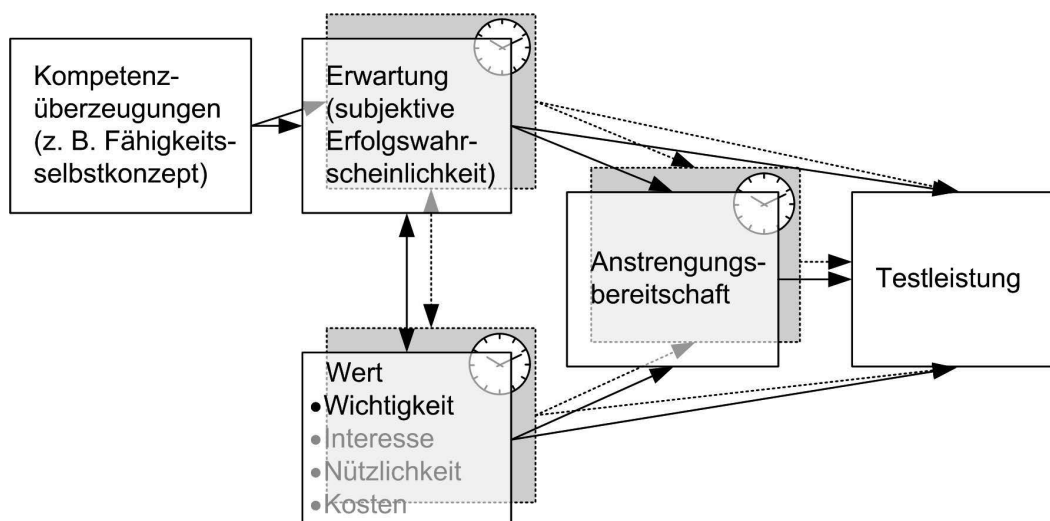 Kompetenz-
überzeugungen
(z. B. Fähigkeits-
selbstkonzept)
Erwartung
(subjektive
Erfolgswahr-
scheinlichkeit)
Anstrengungs-
bereitschaft
Testleistung
Wert
●Wichtigkeit
●Interesse
●Nützlichkeit
●Kosten